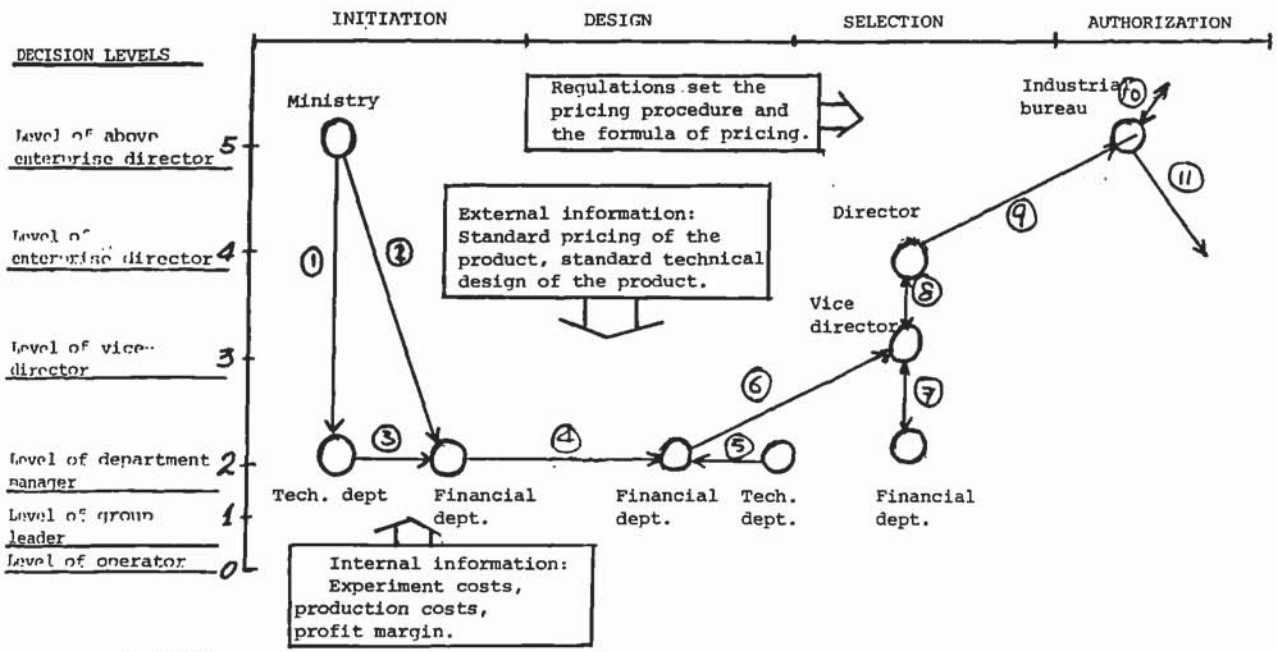 INITIATION DESIGN SELECTION AUTHORIZATION
DECISION LEVELS
Ministry
Regulations set the
pricing procedure and
the formula of pricing.
Industrial
bureau
10
Level of above
enterprise director 5
11
External information:
Standard pricing of the
product, standard technical
design of the product.
Director
9
Level of
enterprise director 4
1
2
8
Vice
director
Level of vice-
director 3
6
7
3
4
5
Level of department
manager 2
Tech. dept
Financial
dept.
Financial
dept.
Tech.
dept.
Financial
dept.
Level of group
leader 1
Level of operator 0
Internal information:
Experiment costs,
production costs,
profit margin.